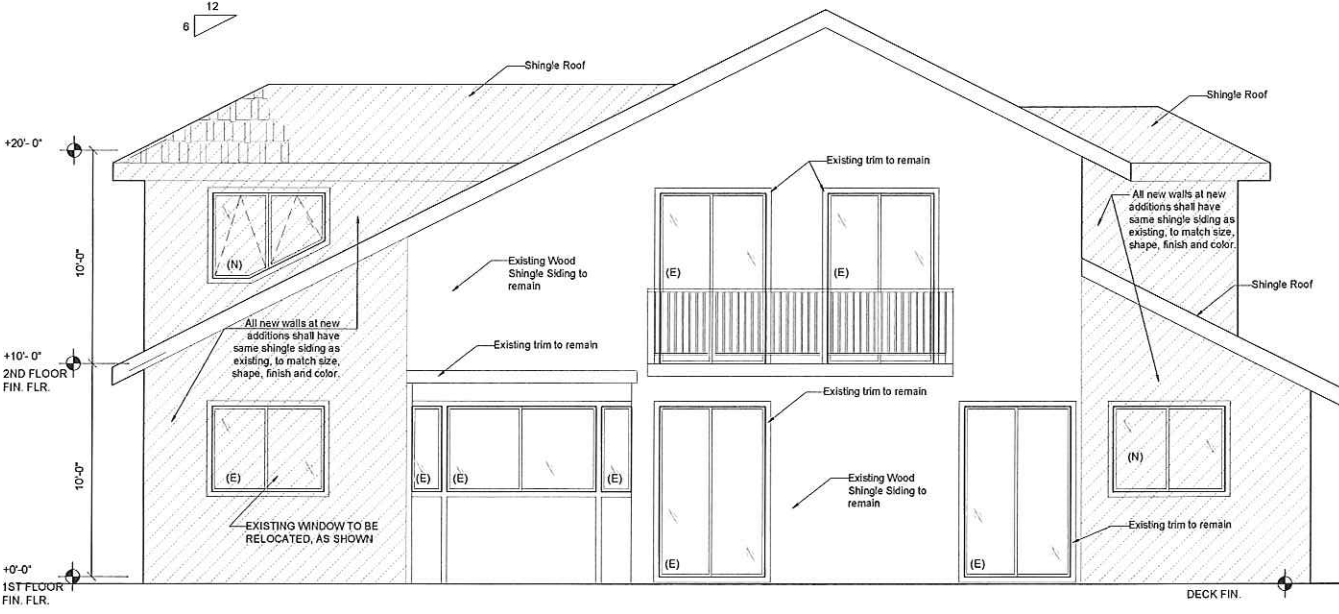 12
6
Shingle Roof
Shingle Roof
+20'- 0"
Existing trim to remain
All new walls at new
additions shall have
same shingle siding as
existing, to match size,
shape, finish and color.
(N)
10'-0"
Existing Wood
Shingle Siding to
remain
(E)
(E)
Shingle Roof
All new walls at new
additions shall have
same shingle siding as
existing, to match size,
shape, finish and color.
Existing trim to remain
+10'- 0"
2ND FLOOR
FIN. FLR.
Existing trim to remain
(N)
(E)
(E)
(E)
(E)
10'-0"
Existing Wood
Shingle Siding to
remain
EXISTING WINDOW TO BE
RELOCATED, AS SHOWN
Existing trim to remain
(E)
(E)
+0'-0"
1ST FLOOR
FIN. FLR.
DECK FIN.